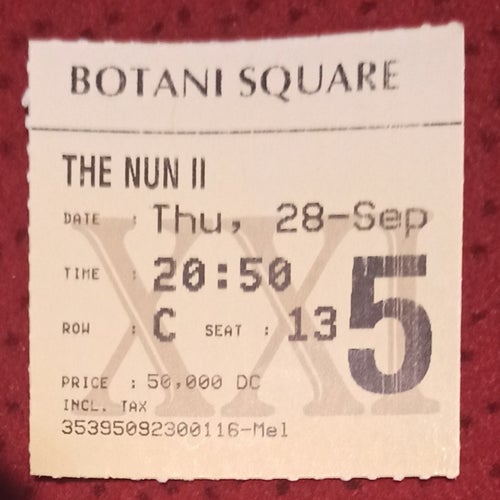 BOTANI SQUARE
THE NUN II
DATE : Thu, 28-Sep
TIME : 20:50
ROW : C SEAT : 13
5
PRICE : 50,000 DC
INCL. TAX
35395092300116-Mel
XXI